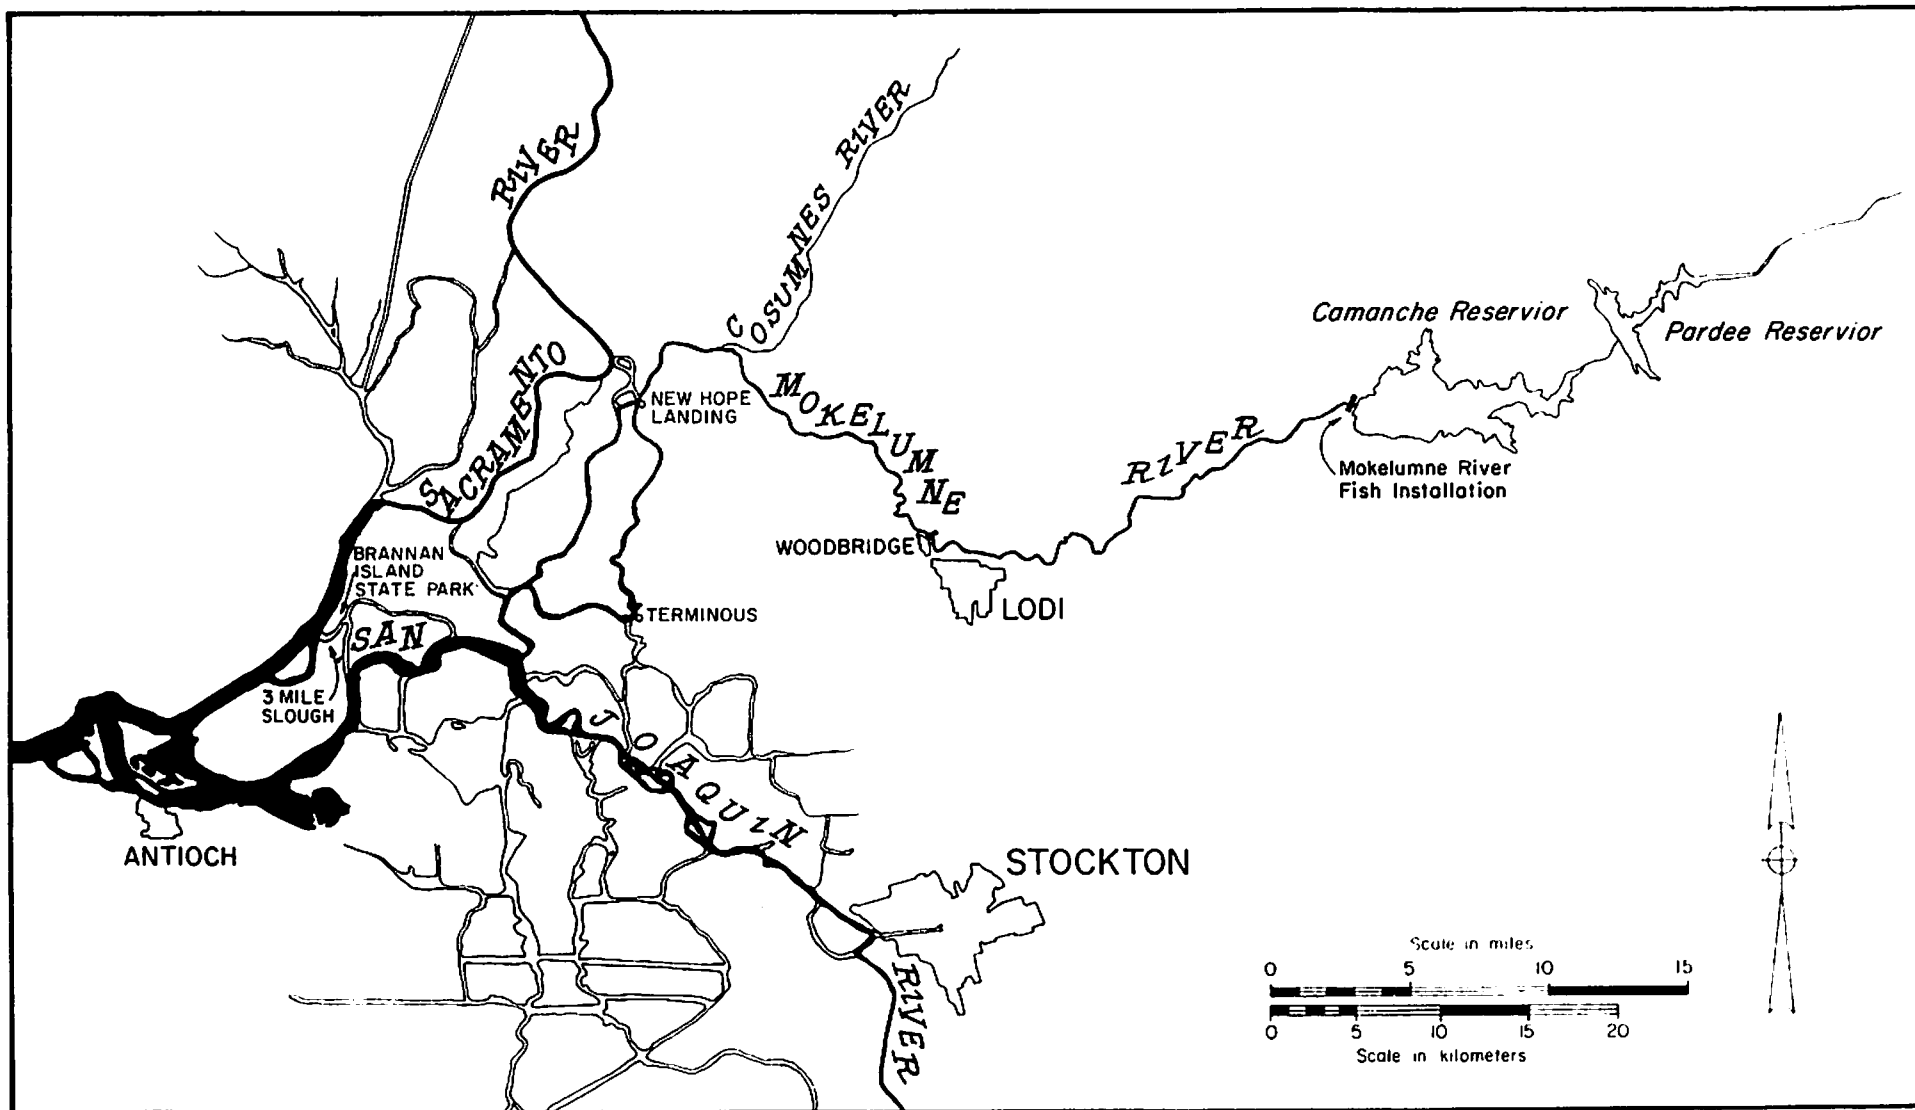 RIVER
COSUMNES RIVER
Camanche Reservior
Pardee Reservior
SACRAMENTO
NEW HOPE
LANDING
MOKELUMNE
RIVER
Mokelumne River
Fish Installation
BRANNAN
ISLAND
STATE PARK
WOODBRIDGE
LODI
TERMINOUS
SAN
3 MILE
SLOUGH
JOAQUIN
ANTIOCH
STOCKTON
RIVER
Scale in miles
0 5 10 15
0 5 10 15 20
Scale in kilometers